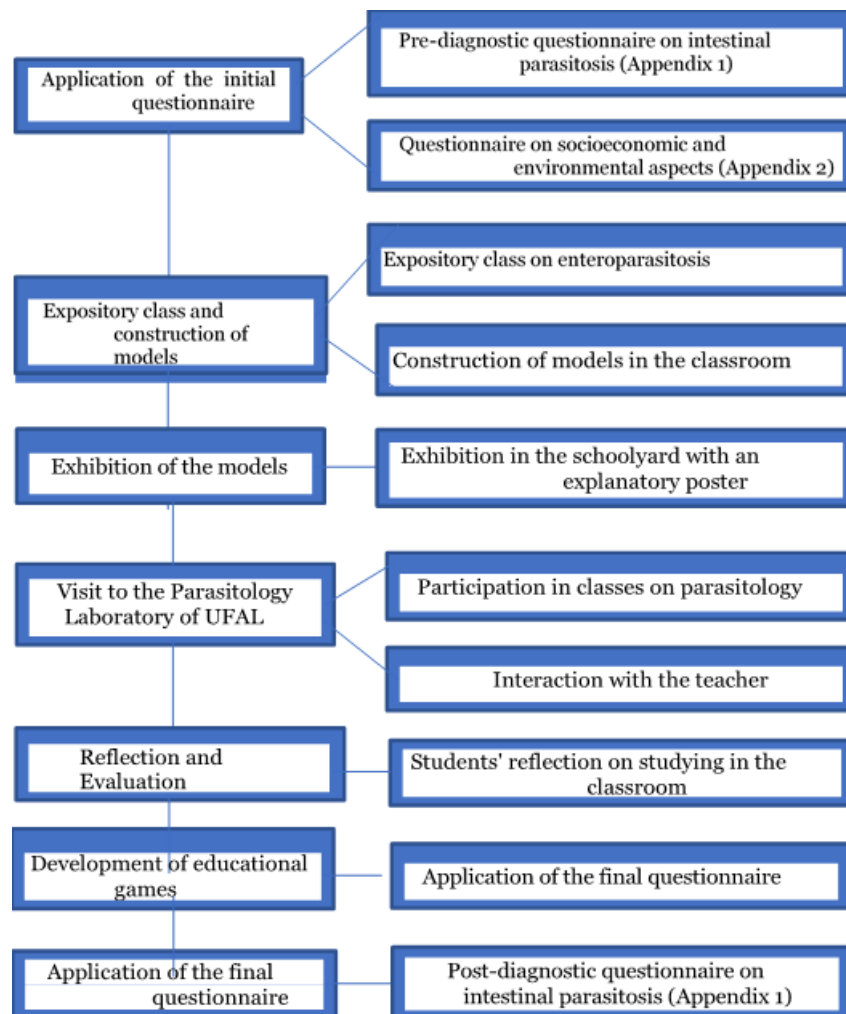 Application of the initial
questionnaire
Pre-diagnostic questionnaire on intestinal
parasitosis (Appendix 1)
Questionnaire on socioeconomic and
environmental aspects (Appendix 2)
Expository class and
construction of
models
Expository class on enteroparasitosis
Construction of models in the classroom
Exhibition of the models
Exhibition in the schoolyard with an
explanatory poster
Visit to the Parasitology
Laboratory of UFAL
Participation in classes on parasitology
Interaction with the teacher
Reflection and
Evaluation
Students' reflection on studying in the
classroom
Development of educational
games
Application of the final questionnaire
Application of the final
questionnaire
Post-diagnostic questionnaire on
intestinal parasitosis (Appendix 1)